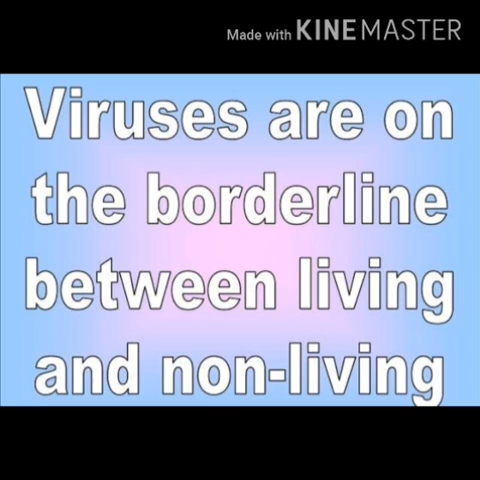 Made with KINEMASTER
Viruses are on
the borderline
between living
and non-living